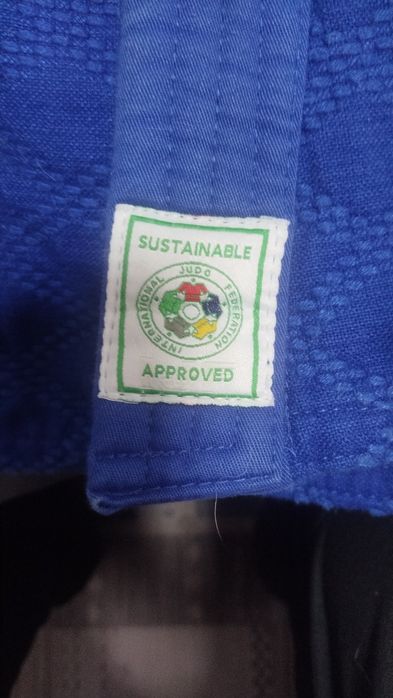 SUSTAINABLE
INTERNATIONAL JUDO FEDERATION
APPROVED